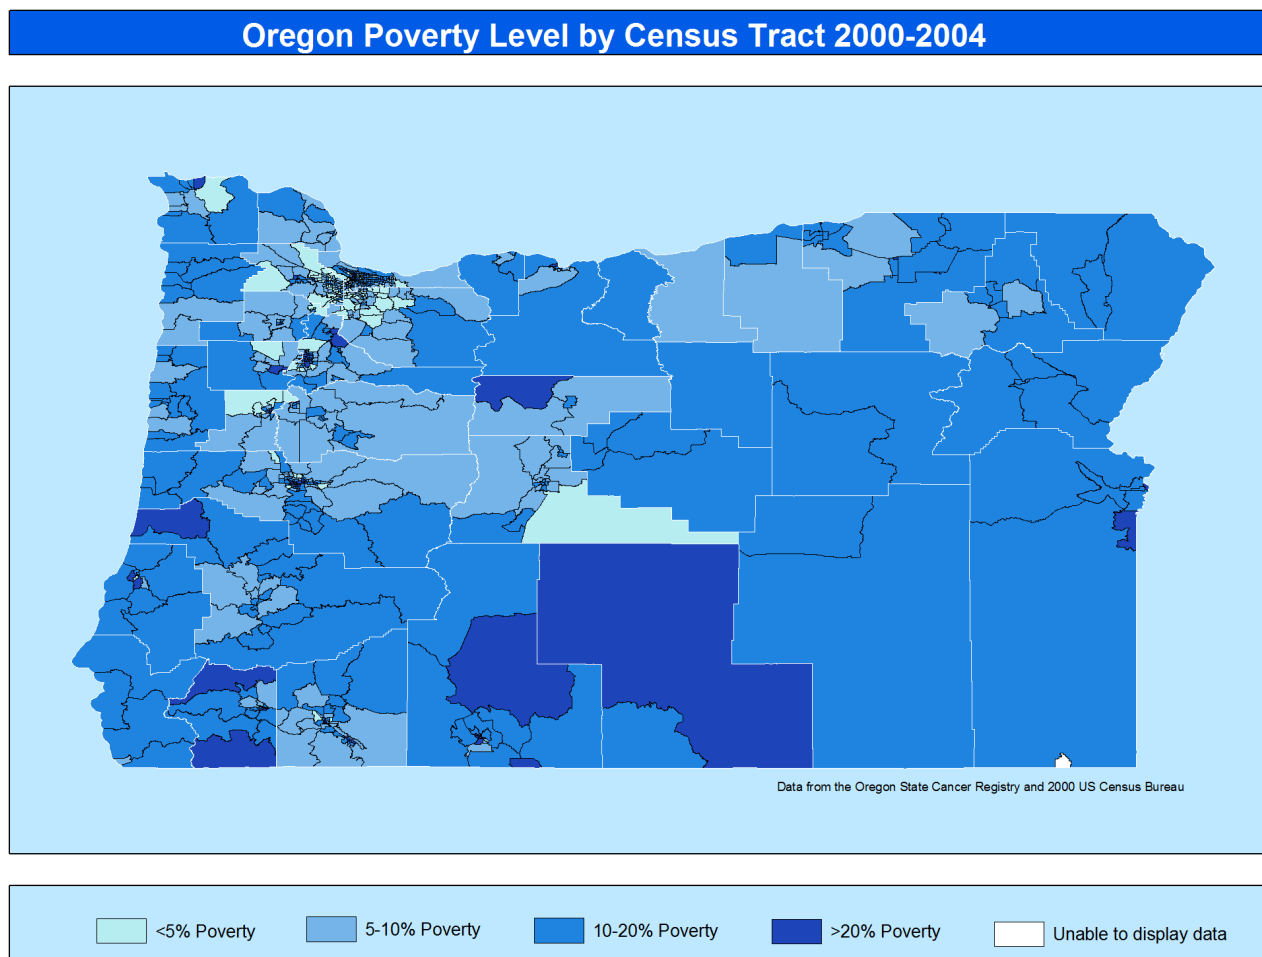 Oregon Poverty Level by Census Tract 2000-2004
Data from the Oregon State Cancer Registry and 2000 US Census Bureau
<5% Poverty
5-10% Poverty
10-20% Poverty
>20% Poverty
Unable to display data